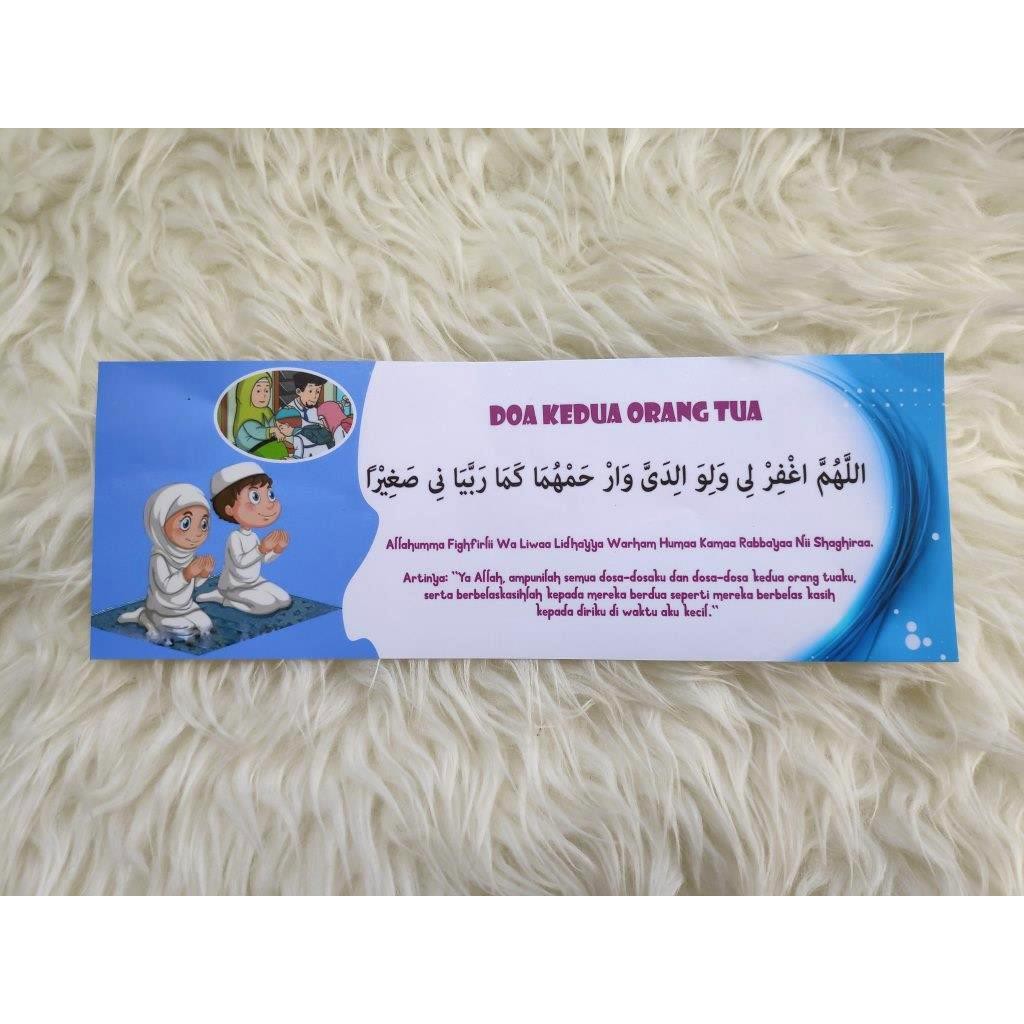 DOA KEDUA ORANG TUA
اللَّهُمَّ اغْفِرْ لِى وَلِوَ الِدَىَّ وَارْ حَمْهُمَا كَمَا رَبَّيَا نِى صَغِيْرًا
Allahumma Fighfirlii Wa Liwaa Lidhayya Warham Humaa Kamaa Rabbayaa Nii Shaghiraa.
Artinya: "Ya Allah, ampunilah semua dosa-dosaku dan dosa-dosa kedua orang tuaku,
serta berbelaskasihlah kepada mereka berdua seperti mereka berbelas kasih
kepada diriku di waktu aku kecil."